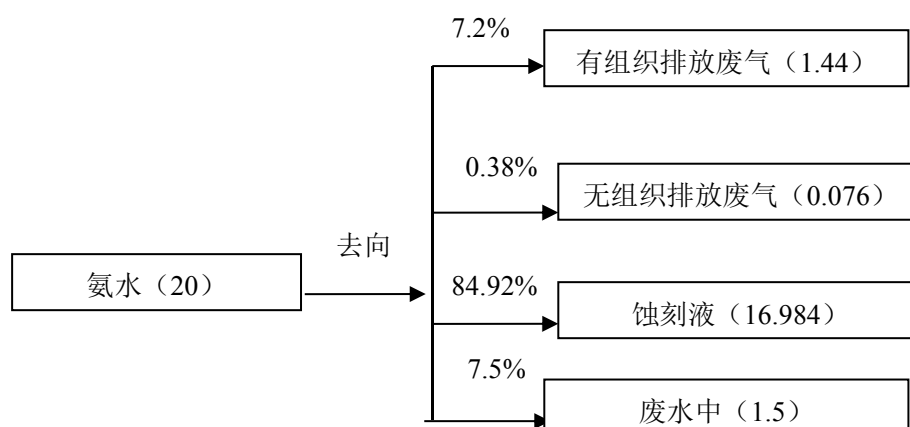 7.2%
有组织排放废气（1.44）
0.38%
无组织排放废气（0.076）
去向
氨水（20）
84.92%
蚀刻液（16.984）
7.5%
废水中（1.5）